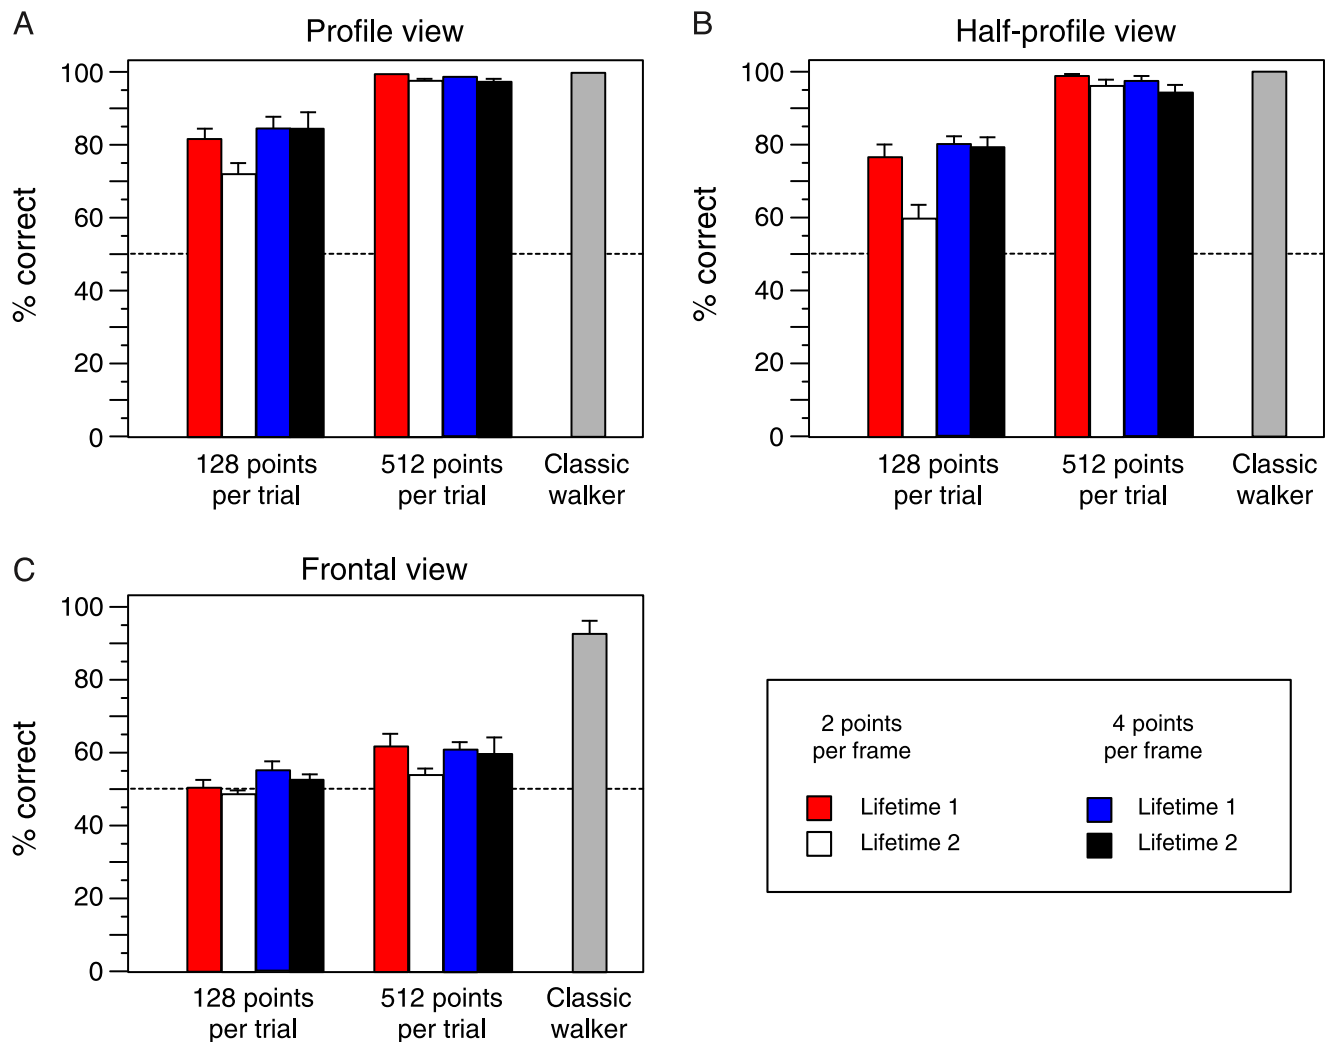 A
Profile view
% correct
100
80
60
40
20
0
128 points
per trial
512 points
per trial
Classic
walker
B
Half-profile view
% correct
100
80
60
40
20
0
128 points
per trial
512 points
per trial
Classic
walker
C
Frontal view
% correct
100
80
60
40
20
0
128 points
per trial
512 points
per trial
Classic
walker
2 points
per frame
Lifetime 1
Lifetime 2
4 points
per frame
Lifetime 1
Lifetime 2